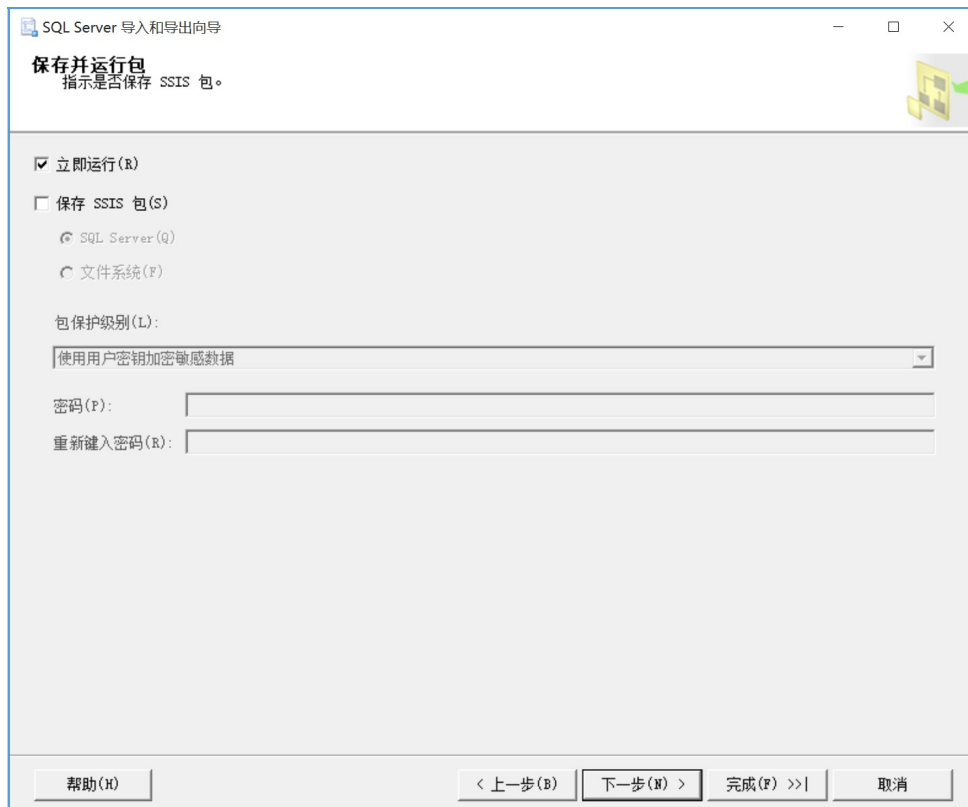 SQL Server 导入和导出向导
保存并运行包
指示是否保存 SSIS 包。
立即运行(R)
保存 SSIS 包(S)
SQL Server(Q)
文件系统(F)
包保护级别(L):
使用用户密钥加密敏感数据
密码(P):
重新键入密码(R):
帮助(H)
< 上一步(B)
下一步(N) >
完成(F) >>|
取消